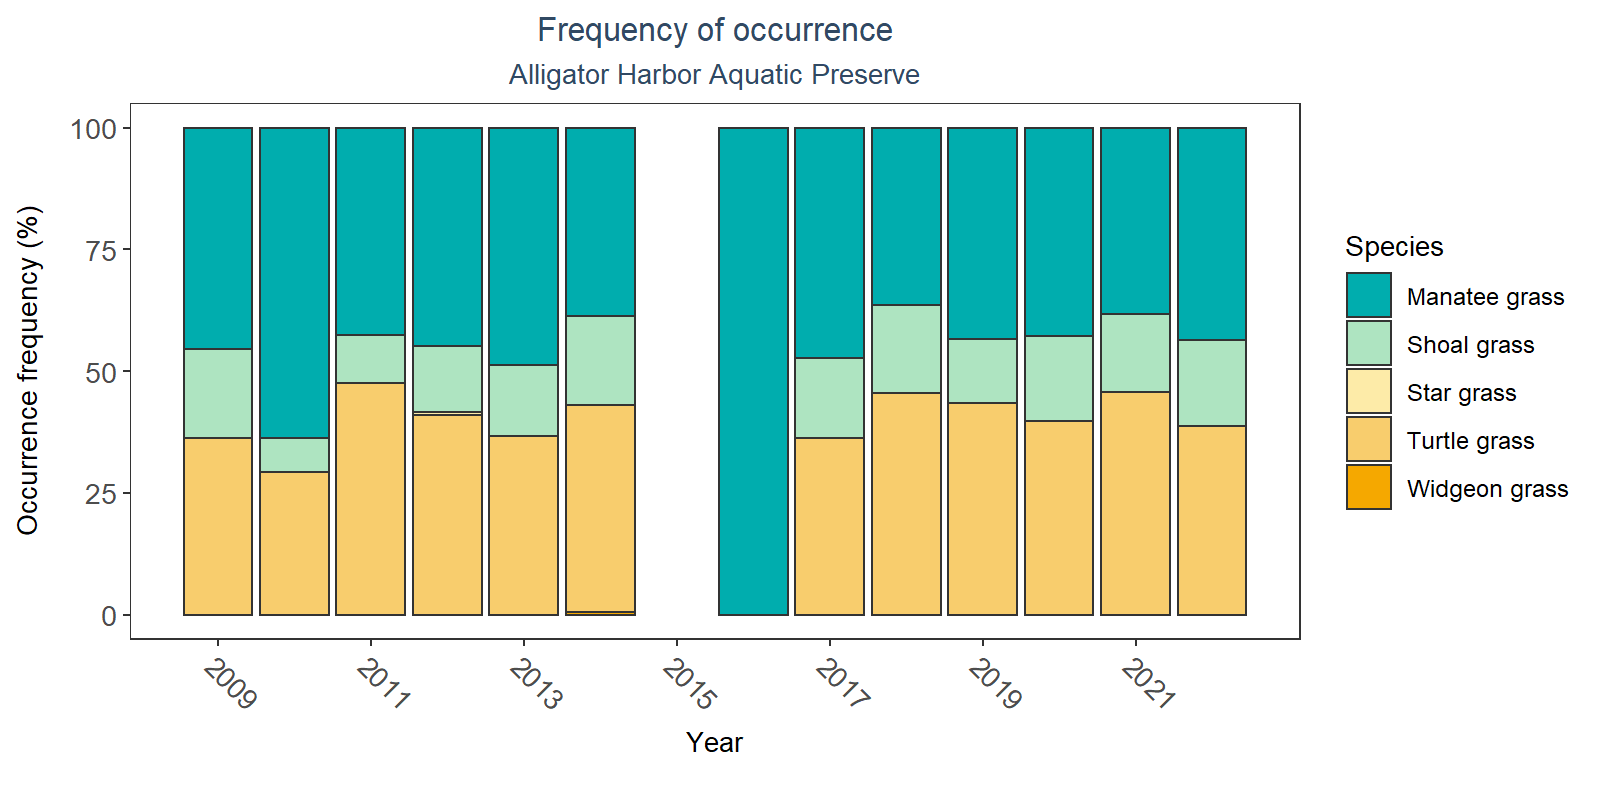 Frequency of occurrence
Alligator Harbor Aquatic Preserve
Occurrence frequency (%)
100
75
50
25
0
2009
2011
2013
2015
2017
2019
2021
Year
Species
Manatee grass
Shoal grass
Star grass
Turtle grass
Widgeon grass